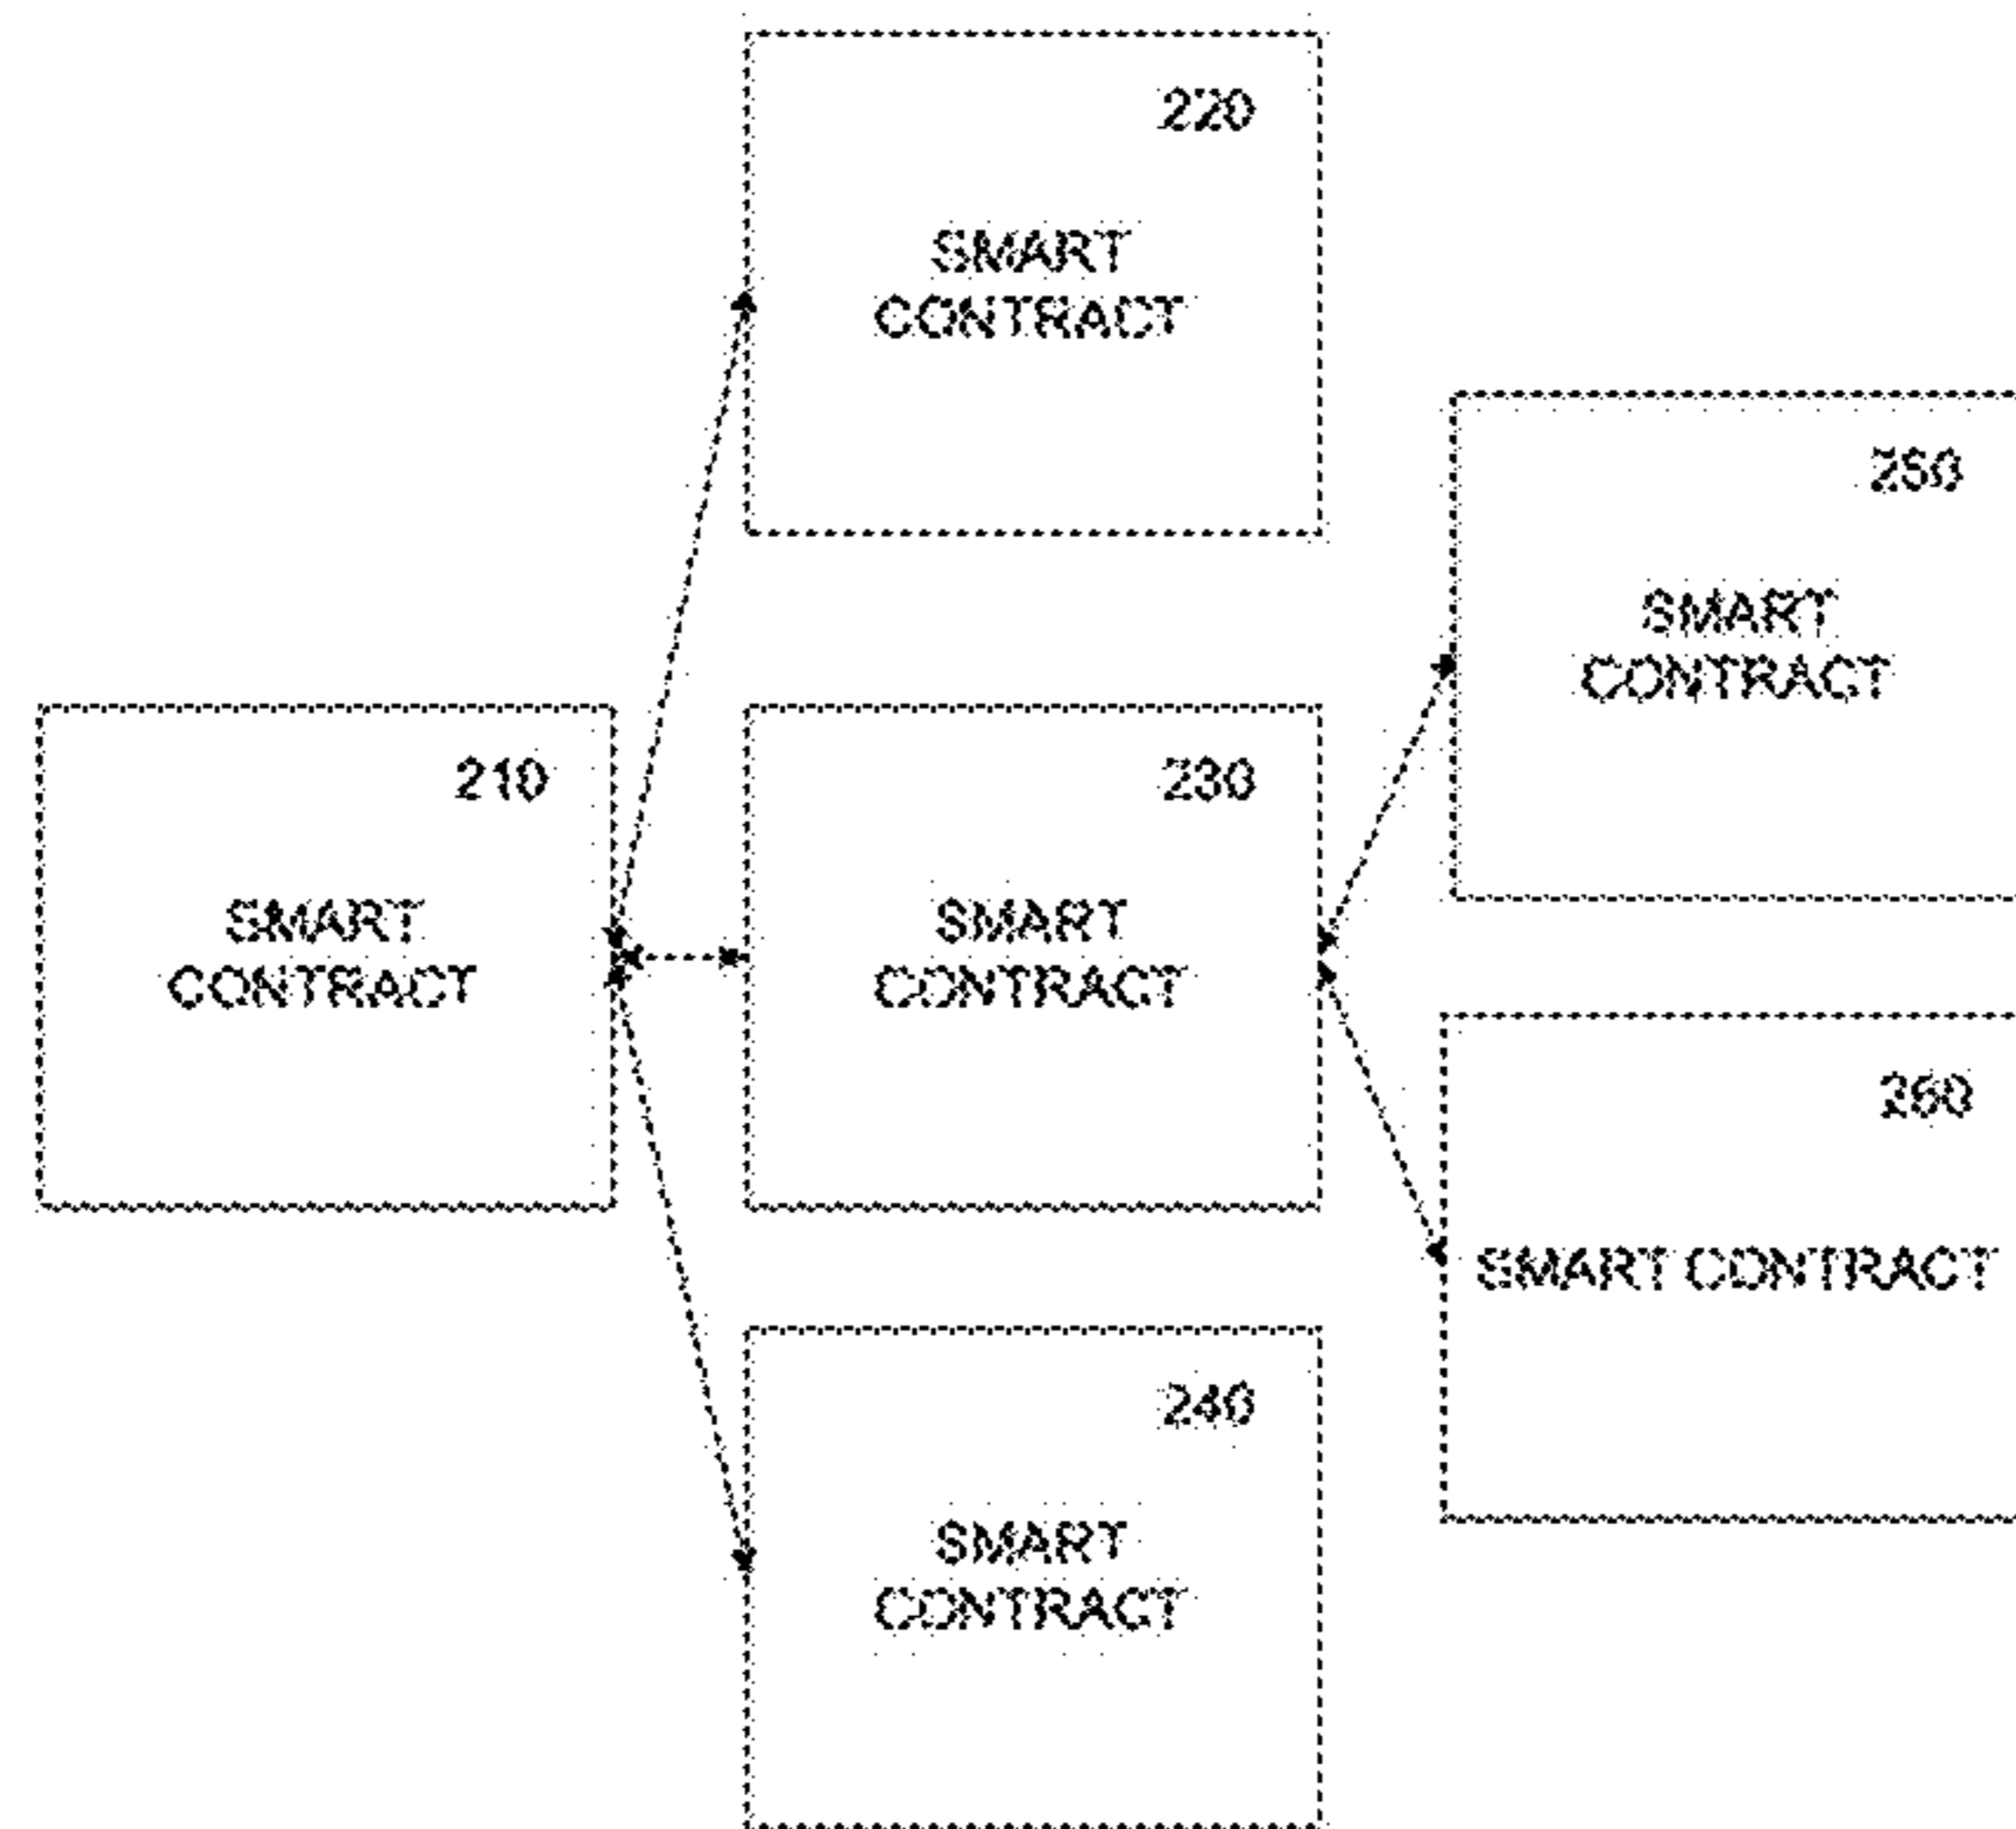 220
SMART
CONTRACT
250
SMART
CONTRACT
210
SMART
CONTRACT
230
SMART
CONTRACT
260
SMART CONTRACT
240
SMART
CONTRACT